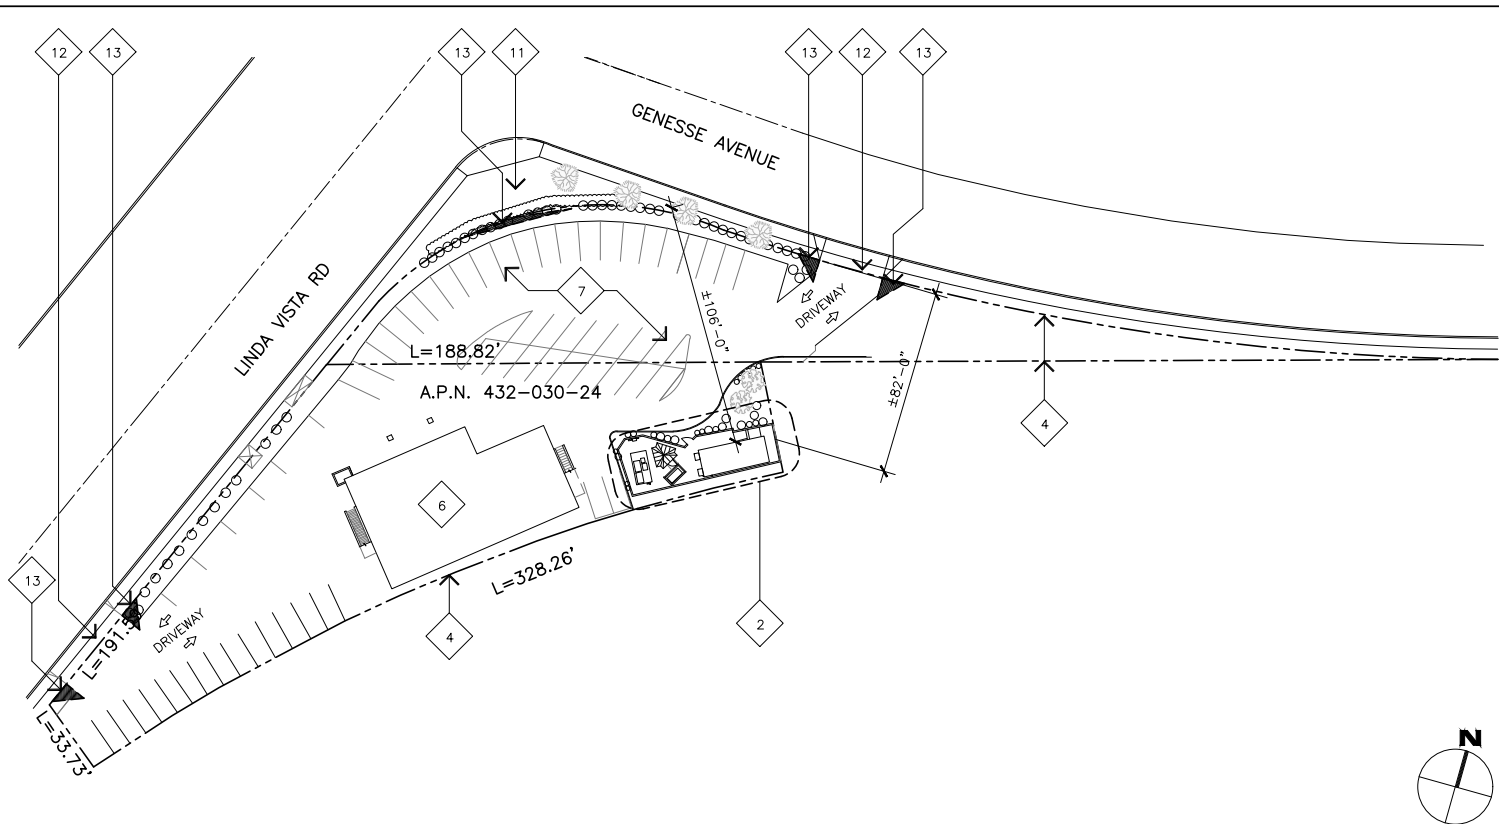 12
13
13
11
13
12
13
GENESSE AVENUE
LINDA VISTA RD
7
±106'-0"
DRIVEWAY
L=188.82'
±82'-0"
A.P.N. 432-030-24
4
6
L=328.26'
13
2
4
DRIVEWAY
L=33.73'
N